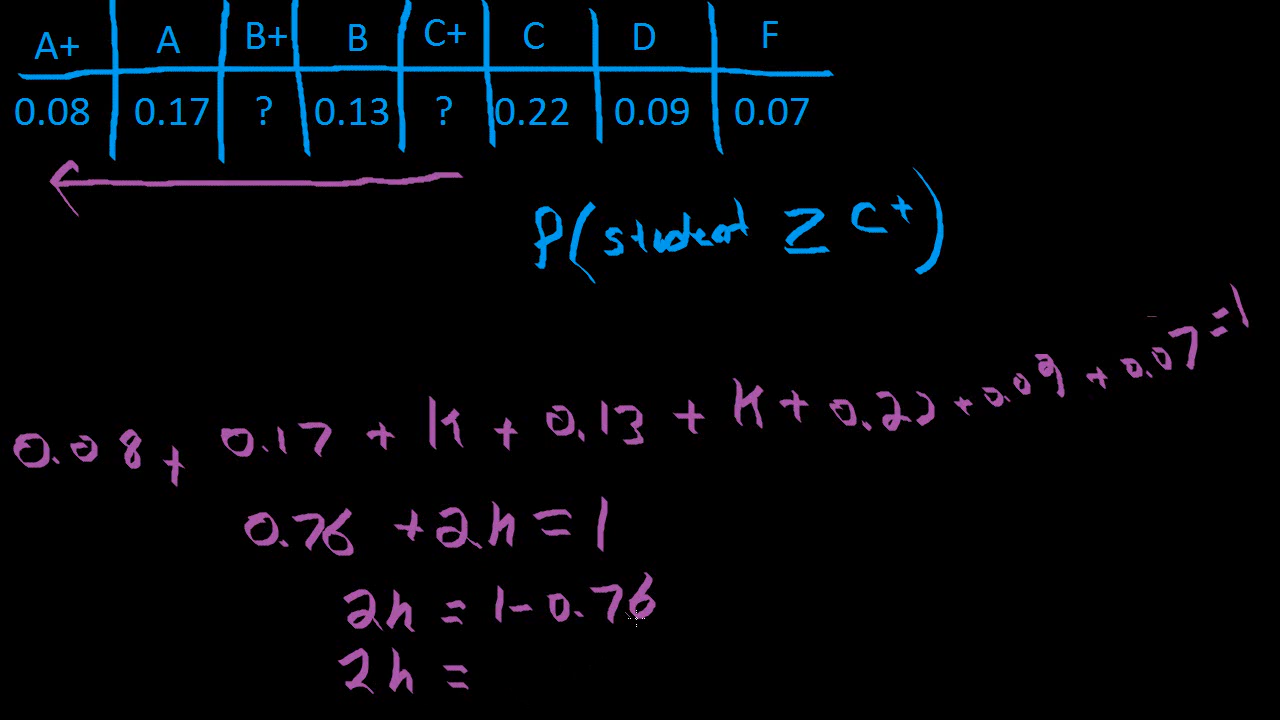 A+ A B+ B C+ C D F
0.08 0.17 ? 0.13 ? 0.22 0.09 0.07
P(student ≥ C+)
0.08 + 0.17 + K + 0.13 + K + 0.22 + 0.09 + 0.07 = 1
0.76 + 2k = 1
2k = 1 - 0.76
2k =